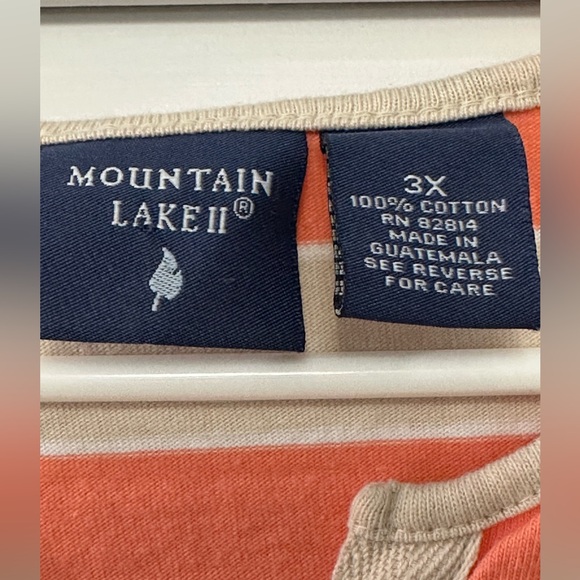 MOUNTAIN
LAKE II®
3X
100% COTTON
RN 82814
MADE IN
GUATEMALA
SEE REVERSE
FOR CARE